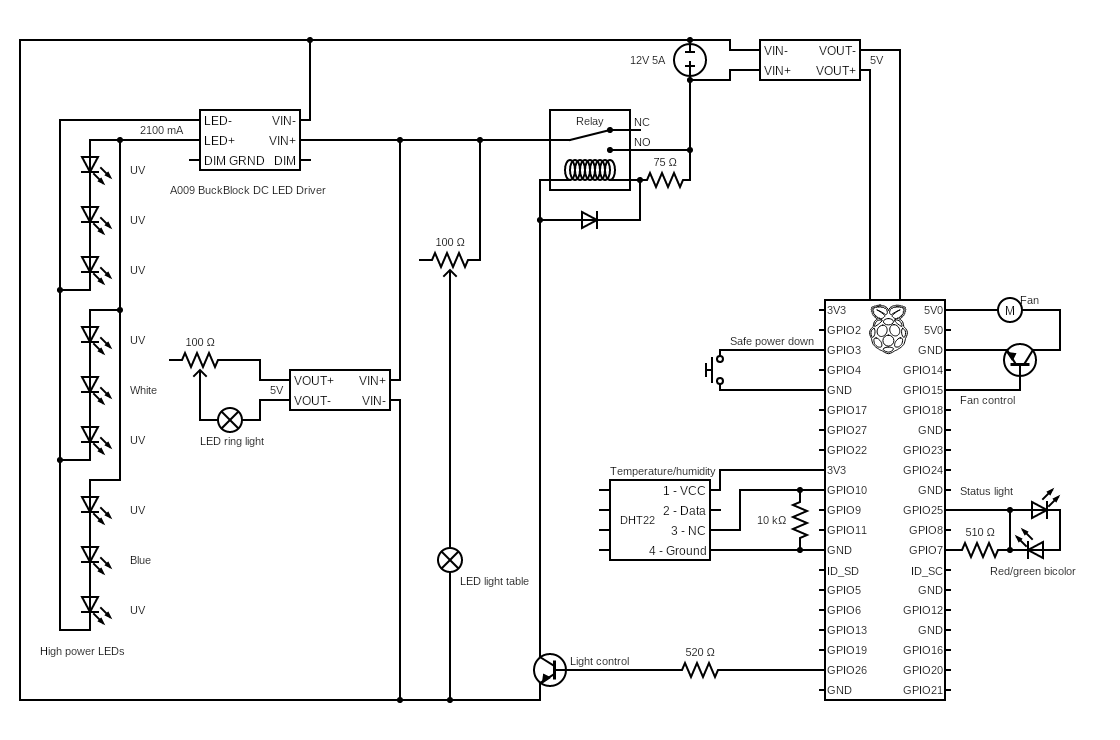 12V 5A
VIN-
VOUT-
VIN+
VOUT+
5V
LED-
VIN-
2100 mA
LED+
VIN+
DIM GRND
DIM
A009 BuckBlock DC LED Driver
Relay
NC
NO
75 Ω
UV
UV
UV
UV
White
UV
UV
Blue
UV
High power LEDs
100 Ω
100 Ω
5V
VOUT+
VIN+
VOUT-
VIN-
LED ring light
LED light table
Safe power down
Temperature/humidity
DHT22
1 - VCC
2 - Data
3 - NC
4 - Ground
10 kΩ
Light control
520 Ω
3V3
5V0
GPIO2
5V0
GPIO3
GND
GPIO4
GPIO14
GND
GPIO15
GPIO17
GPIO18
GPIO27
GND
GPIO22
GPIO23
3V3
GPIO24
GPIO10
GND
GPIO9
GPIO25
GPIO11
GPIO8
GND
GPIO7
ID_SD
ID_SC
GPIO5
GND
GPIO6
GPIO12
GPIO13
GND
GPIO19
GPIO16
GPIO26
GPIO20
GND
GPIO21
Fan
M
Fan control
Status light
510 Ω
Red/green bicolor